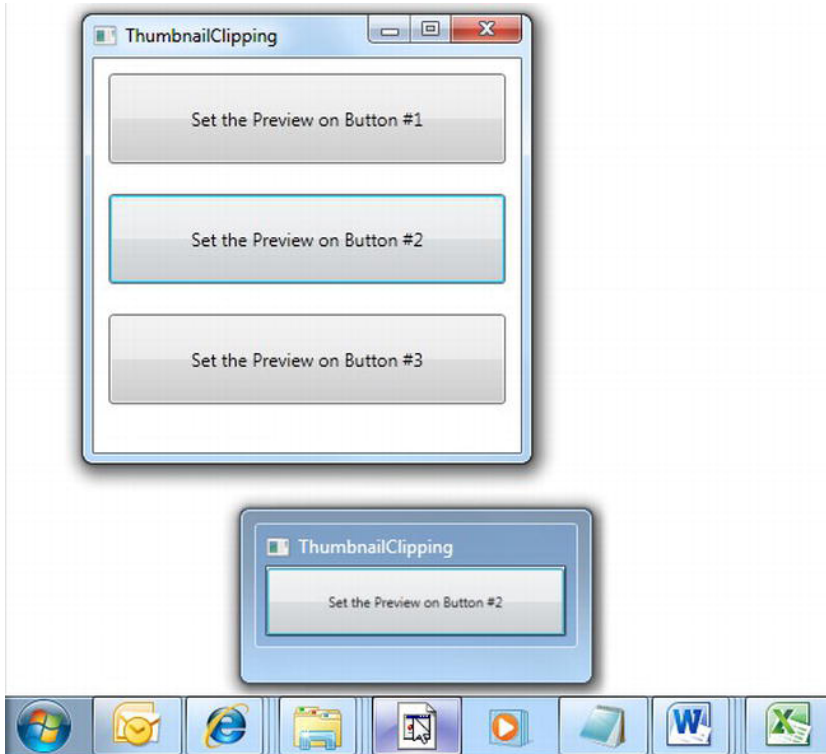 ThumbnailClipping
Set the Preview on Button #1
Set the Preview on Button #2
Set the Preview on Button #3
ThumbnailClipping
Set the Preview on Button #2